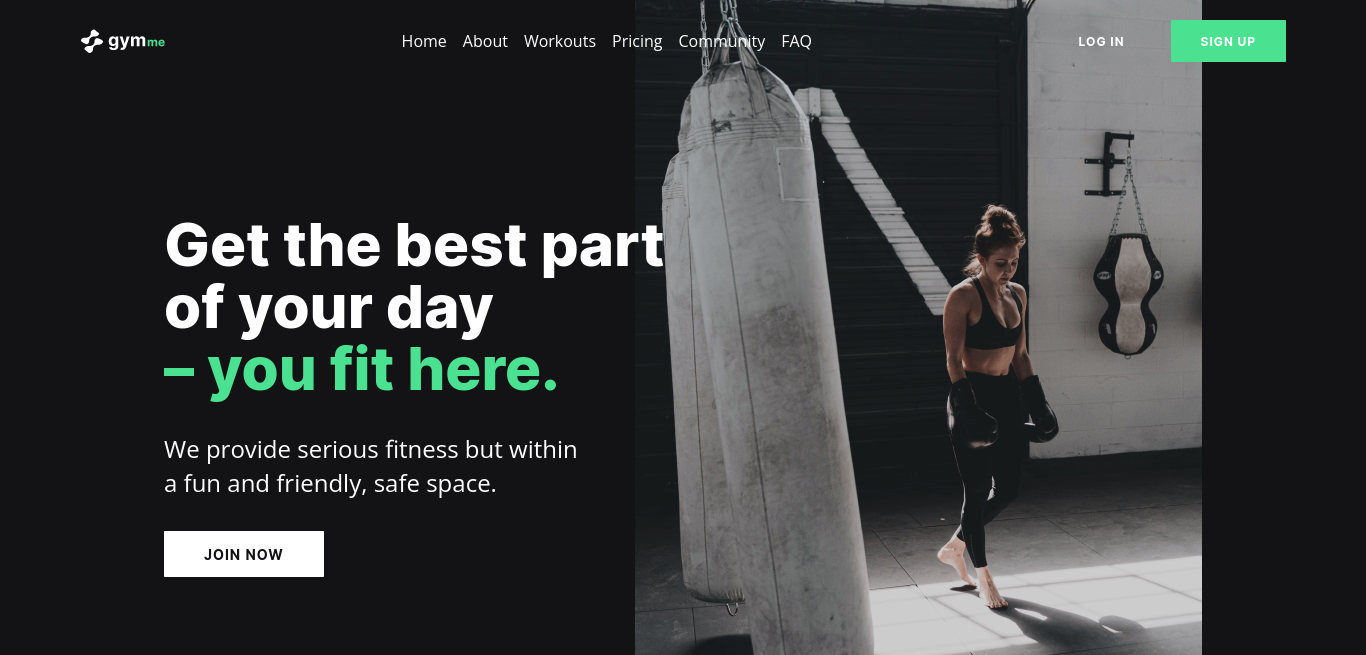 gymme
Home About Workouts Pricing Community FAQ
LOG IN
SIGN UP
Get the best part
of your day
– you fit here.
We provide serious fitness but within
a fun and friendly, safe space.
JOIN NOW